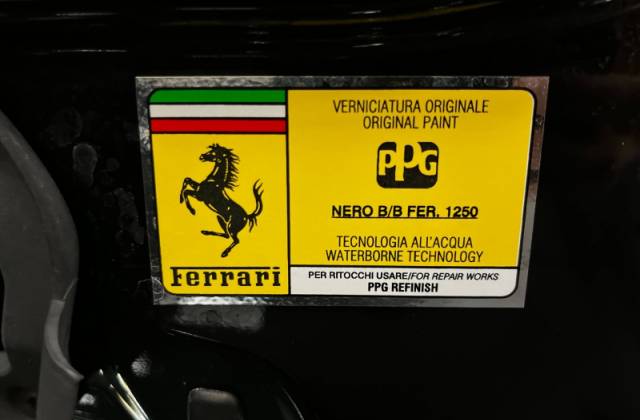 VERNICIATURA ORIGINALE
ORIGINAL PAINT
PPG
NERO B/B FER. 1250
TECNOLOGIA ALL'ACQUA
WATERBORNE TECHNOLOGY
Ferrari
PER RITOCCHI USARE/FOR REPAIR WORKS
PPG REFINISH